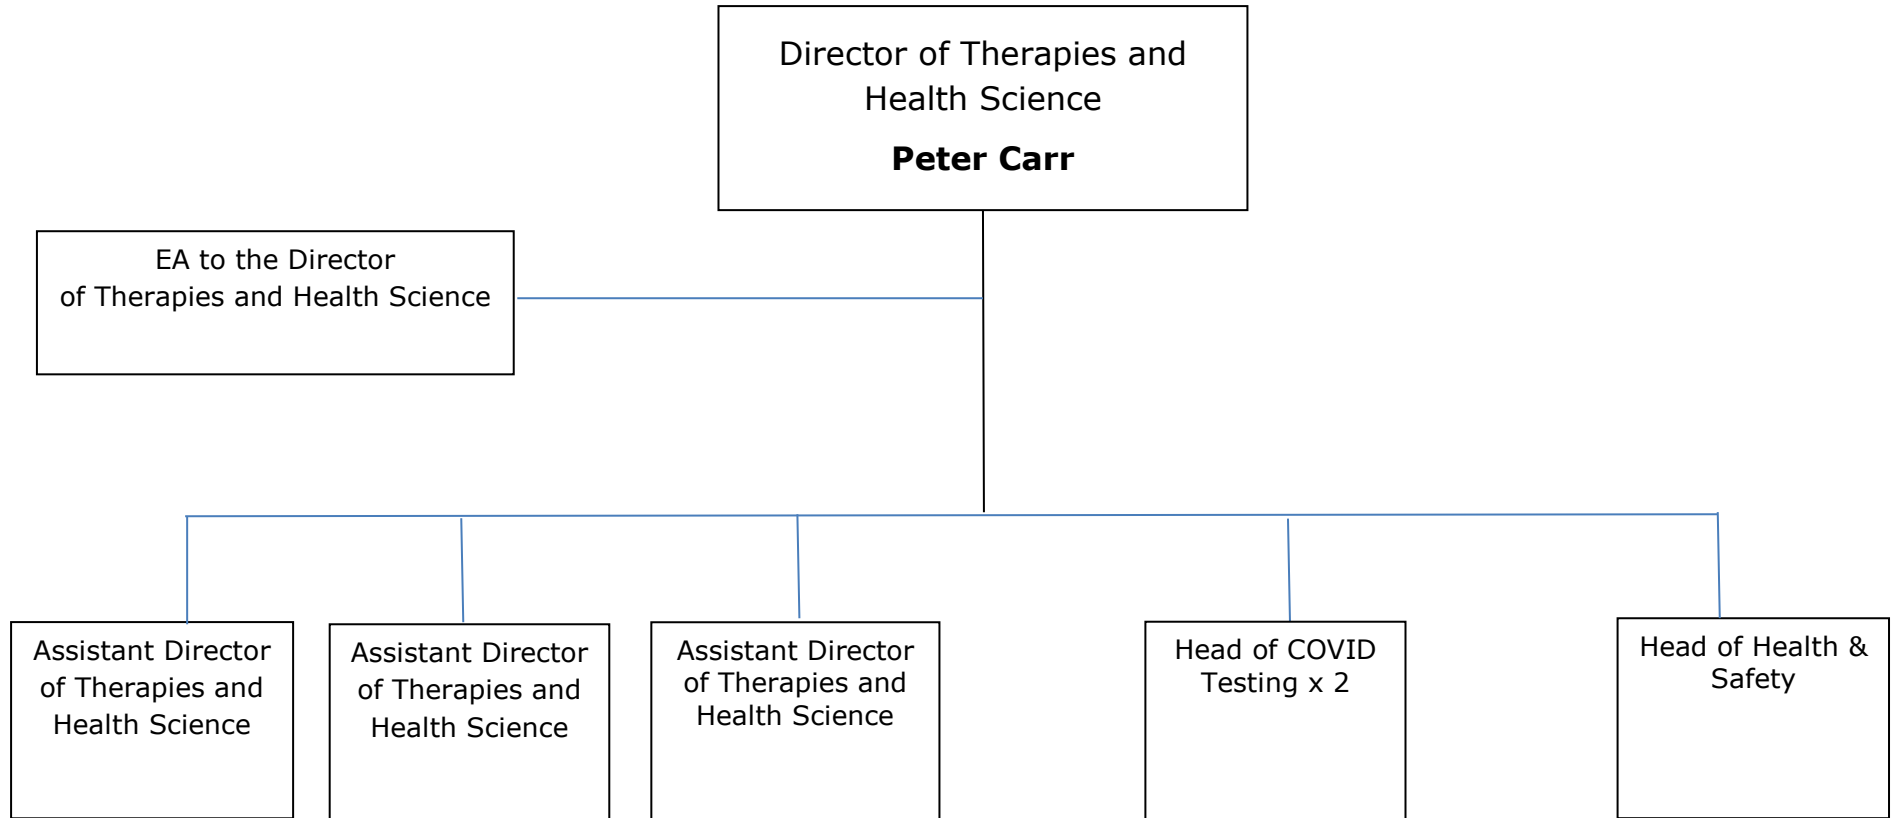 Director of Therapies and
Health Science
Peter Carr
EA to the Director
of Therapies and Health Science
Assistant Director
of Therapies and
Health Science
Assistant Director
of Therapies and
Health Science
Assistant Director
of Therapies and
Health Science
Head of COVID
Testing x 2
Head of Health &
Safety